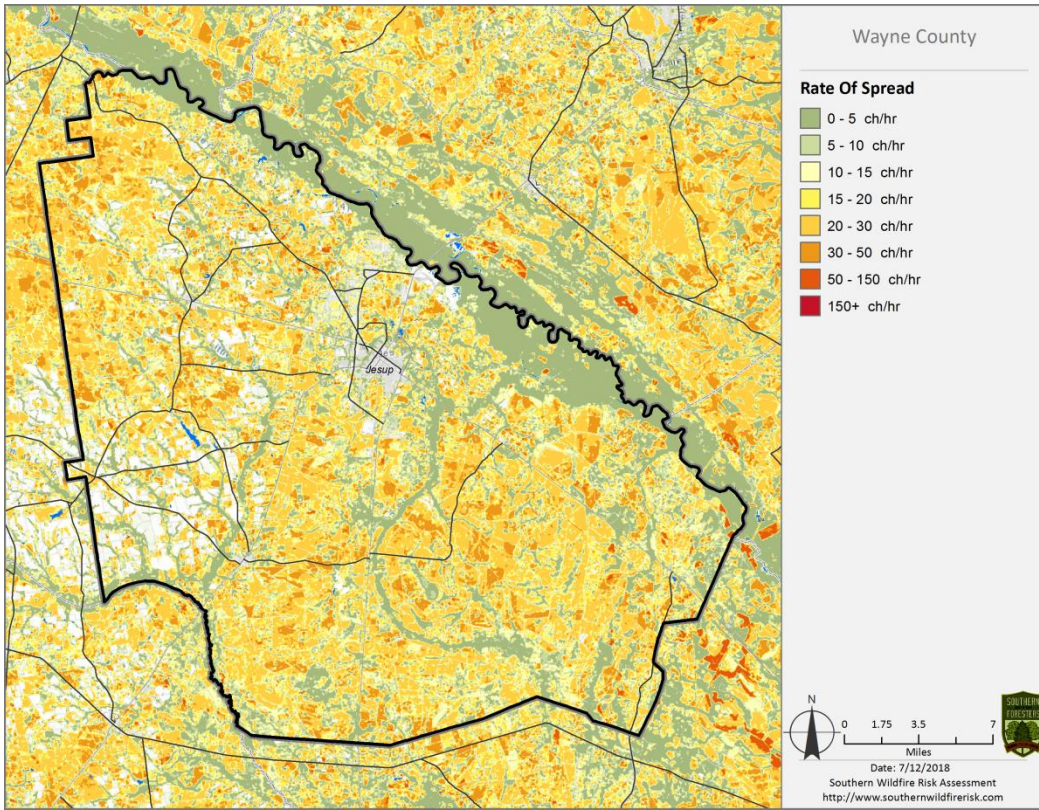 Wayne County
Rate Of Spread
0 - 5 ch/hr
5 - 10 ch/hr
10 - 15 ch/hr
15 - 20 ch/hr
20 - 30 ch/hr
30 - 50 ch/hr
50 - 150 ch/hr
150+ ch/hr
Jesup
N
0 1.75 3.5 7
Miles
SOUTHERN
FORESTERS
Date: 7/12/2018
Southern Wildfire Risk Assessment
http://www.southernwildfirerisk.com